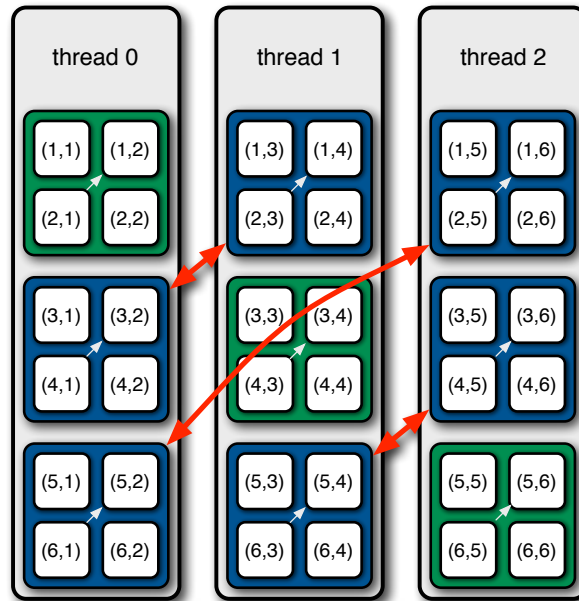 thread 0 thread 1 thread 2
(1,1) (1,2) (1,3) (1,4) (1,5) (1,6)
(2,1) (2,2) (2,3) (2,4) (2,5) (2,6)
(3,1) (3,2) (3,3) (3,4) (3,5) (3,6)
(4,1) (4,2) (4,3) (4,4) (4,5) (4,6)
(5,1) (5,2) (5,3) (5,4) (5,5) (5,6)
(6,1) (6,2) (6,3) (6,4) (6,5) (6,6)